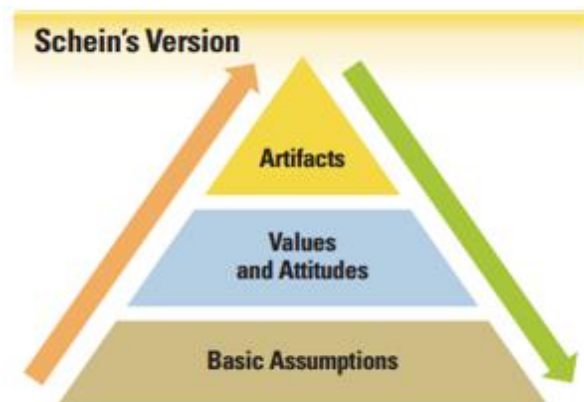 Schein's Version
Artifacts
Values
and Attitudes
Basic Assumptions